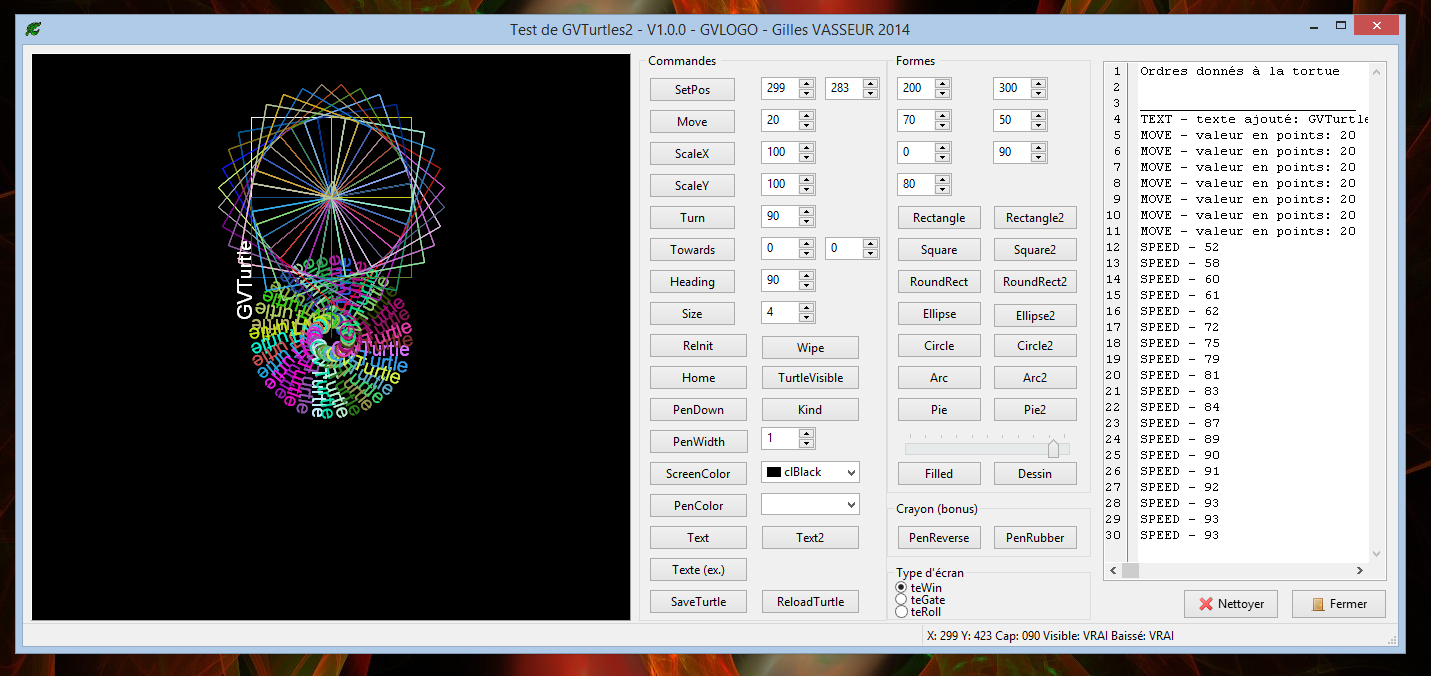 Test de GVTurtles2 - V1.0.0 - GVLOGO - Gilles VASSEUR 2014
GVTurtle
Turtle
Turtle
Turtle
Commandes
SetPos 299 283
Move 20
ScaleX 100
ScaleY 100
Turn 90
Towards 0 0
Heading 90
Size 4
ReInit Wipe
Home TurtleVisible
PenDown Kind
PenWidth 1
ScreenColor clBlack
PenColor
Text Text2
Texte (ex.)
SaveTurtle ReloadTurtle
Formes
200 300
70 50
0 90
80
Rectangle Rectangle2
Square Square2
RoundRect RoundRect2
Ellipse Ellipse2
Circle Circle2
Arc Arc2
Pie Pie2
Filled Dessin
Crayon (bonus)
PenReverse PenRubber
Type d'écran
teWin
teGate
teRoll
1 Ordres donnés à la tortue
2
3
4 TEXT - texte ajouté: GVTurtle
5 MOVE - valeur en points: 20
6 MOVE - valeur en points: 20
7 MOVE - valeur en points: 20
8 MOVE - valeur en points: 20
9 MOVE - valeur en points: 20
10 MOVE - valeur en points: 20
11 MOVE - valeur en points: 20
12 SPEED - 52
13 SPEED - 58
14 SPEED - 60
15 SPEED - 61
16 SPEED - 62
17 SPEED - 72
18 SPEED - 75
19 SPEED - 79
20 SPEED - 81
21 SPEED - 83
22 SPEED - 84
23 SPEED - 87
24 SPEED - 89
25 SPEED - 90
26 SPEED - 91
27 SPEED - 92
28 SPEED - 93
29 SPEED - 93
30 SPEED - 93
Nettoyer Fermer
X: 299 Y: 423 Cap: 090 Visible: VRAI Baissé: VRAI